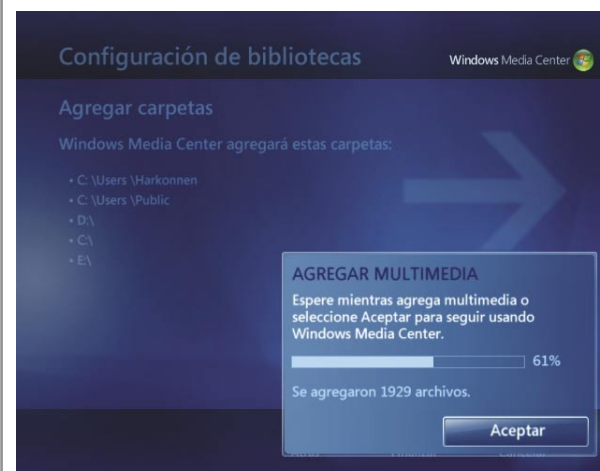 Configuración de bibliotecas
Windows Media Center
Agregar carpetas
Windows Media Center agregará estas carpetas:
• C: \Users \Harkonnen
• C: \Users \Public
• D:\
• C:\
• E:\
AGREGAR MULTIMEDIA
Espere mientras agrega multimedia o
seleccione Aceptar para seguir usando
Windows Media Center.
61%
Se agregaron 1929 archivos.
Aceptar